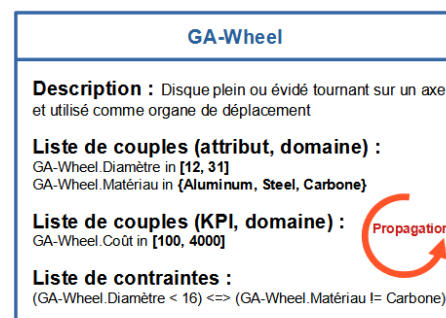 GA-Wheel
Description : Disque plein ou évidé tournant sur un axe
et utilisé comme organe de déplacement
Liste de couples (attribut, domaine) :
GA-Wheel.Diamètre in [12, 31]
GA-Wheel.Matériau in {Aluminum, Steel, Carbone}
Liste de couples (KPI, domaine) :
GA-Wheel.Coût in [100, 4000]
Propagation
Liste de contraintes :
(GA-Wheel.Diamètre < 16) <=> (GA-Wheel.Matériau != Carbone)